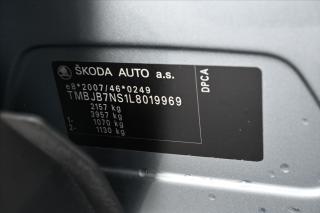 ŠKODA AUTO a.s.
e8*2007/46*0249
TMBJB7NS1L8019969
2157 kg
3957 kg
1- 1070 kg
2- 1130 kg
DPCA